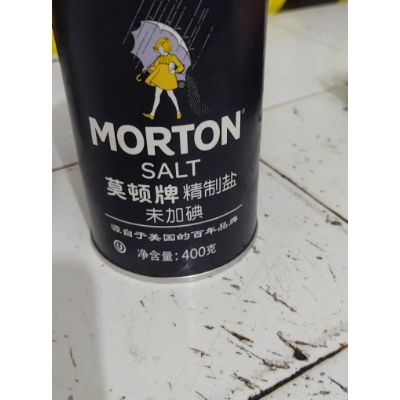 MORTON®
SALT
莫顿牌 精制盐
未加碘
源自于美国的百年品牌
净含量: 400克